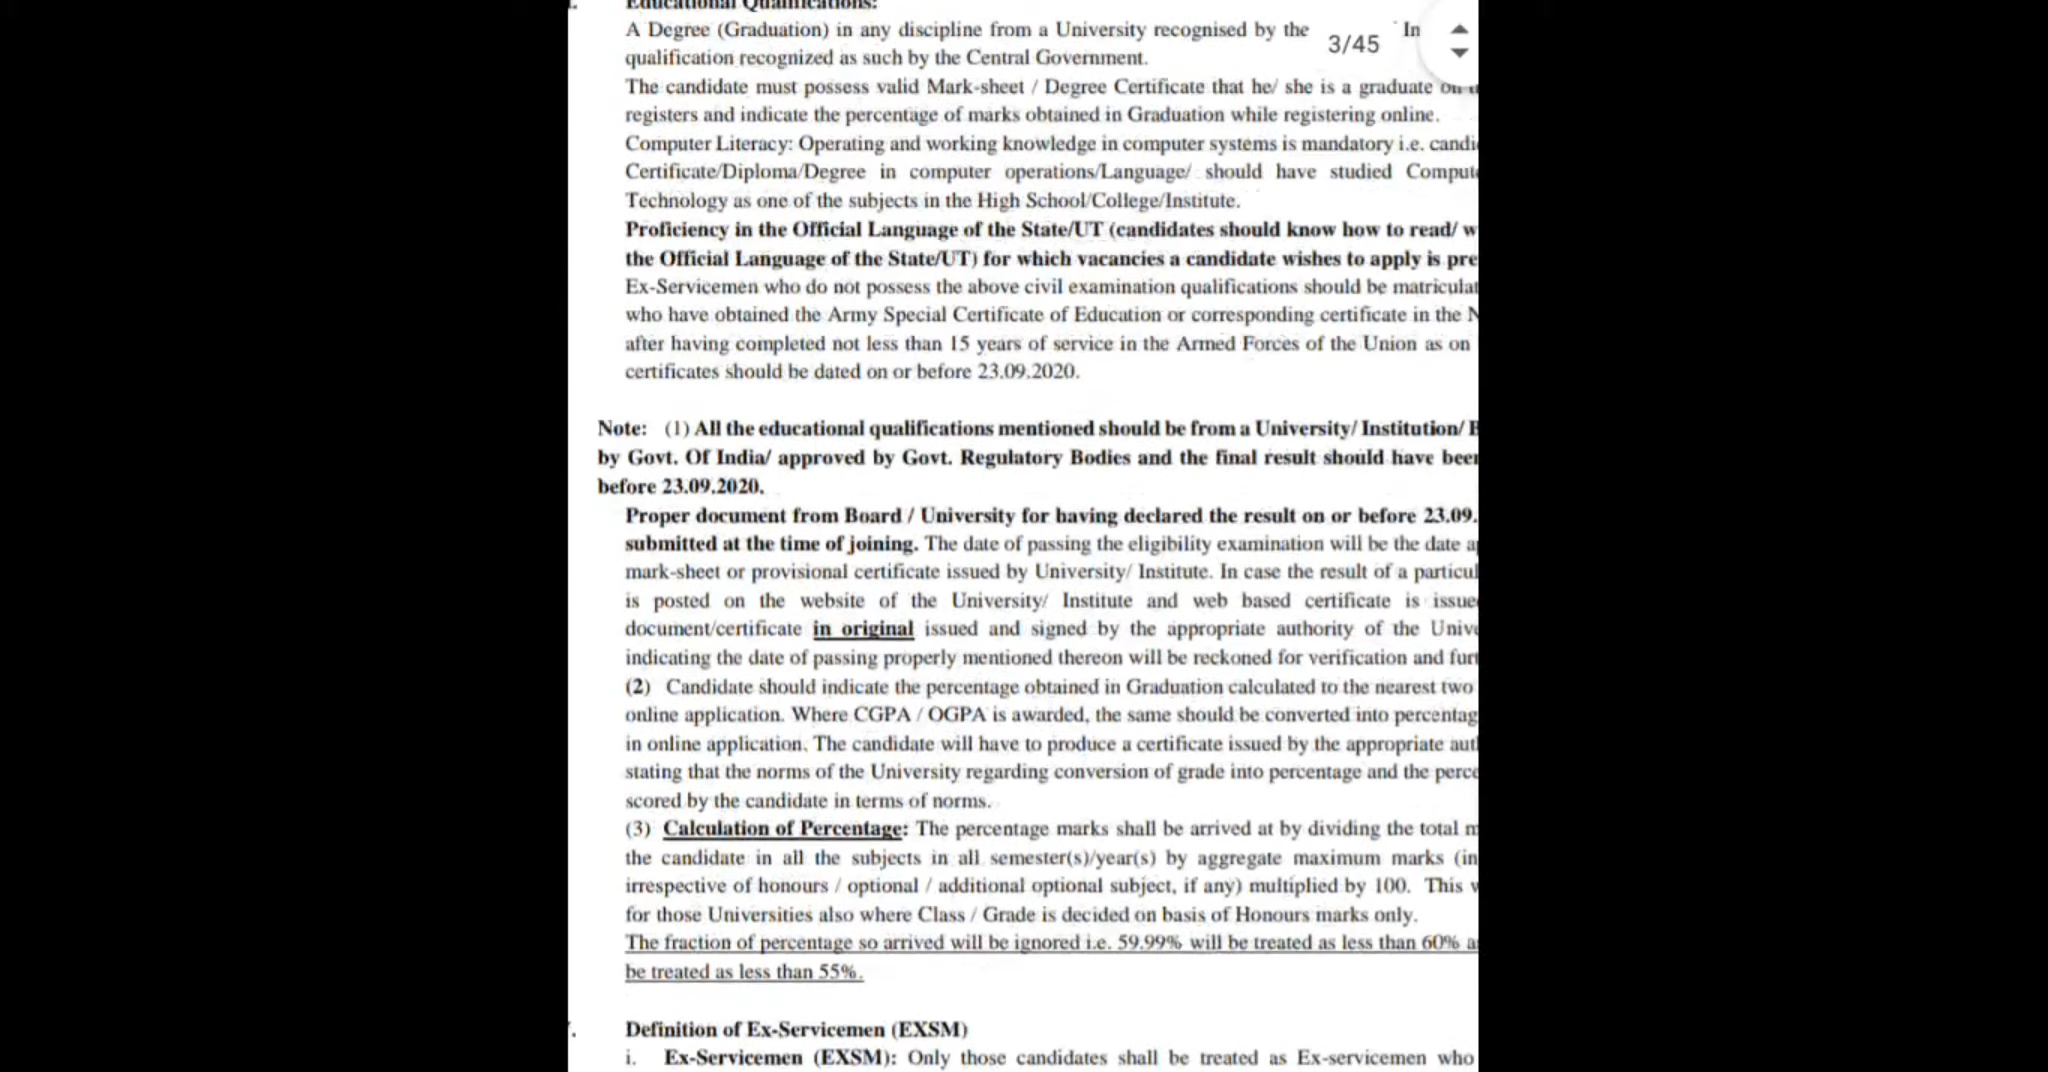 Educational Qualifications:
A Degree (Graduation) in any discipline from a University recognised by the In
3/45
qualification recognized as such by the Central Government.
The candidate must possess valid Mark-sheet / Degree Certificate that he/ she is a graduate on
registers and indicate the percentage of marks obtained in Graduation while registering online.
Computer Literacy: Operating and working knowledge in computer systems is mandatory i.e. candi
Certificate/Diploma/Degree in computer operations/Language/ should have studied Compute
Technology as one of the subjects in the High School/College/Institute.
Proficiency in the Official Language of the State/UT (candidates should know how to read/ w
the Official Language of the State/UT) for which vacancies a candidate wishes to apply is pre
Ex-Servicemen who do not possess the above civil examination qualifications should be matriculat
who have obtained the Army Special Certificate of Education or corresponding certificate in the N
after having completed not less than 15 years of service in the Armed Forces of the Union as on
certificates should be dated on or before 23.09.2020.
Note: (1) All the educational qualifications mentioned should be from a University/ Institution/ B
by Govt. Of India/ approved by Govt. Regulatory Bodies and the final result should have been
before 23.09.2020.
Proper document from Board / University for having declared the result on or before 23.09.
submitted at the time of joining. The date of passing the eligibility examination will be the date ap
mark-sheet or provisional certificate issued by University/ Institute. In case the result of a particul
is posted on the website of the University/ Institute and web based certificate is issue
document/certificate in original issued and signed by the appropriate authority of the Unive
indicating the date of passing properly mentioned thereon will be reckoned for verification and furt
(2) Candidate should indicate the percentage obtained in Graduation calculated to the nearest two
online application. Where CGPA / OGPA is awarded, the same should be converted into percentag
in online application. The candidate will have to produce a certificate issued by the appropriate aut
stating that the norms of the University regarding conversion of grade into percentage and the perce
scored by the candidate in terms of norms.
(3) Calculation of Percentage: The percentage marks shall be arrived at by dividing the total m
the candidate in all the subjects in all semester(s)/year(s) by aggregate maximum marks (in
irrespective of honours / optional / additional optional subject, if any) multiplied by 100. This w
for those Universities also where Class / Grade is decided on basis of Honours marks only.
The fraction of percentage so arrived will be ignored i.e. 59.99% will be treated as less than 60% a
be treated as less than 55%.
Definition of Ex-Servicemen (EXSM)
i. Ex-Servicemen (EXSM): Only those candidates shall be treated as Ex-servicemen who